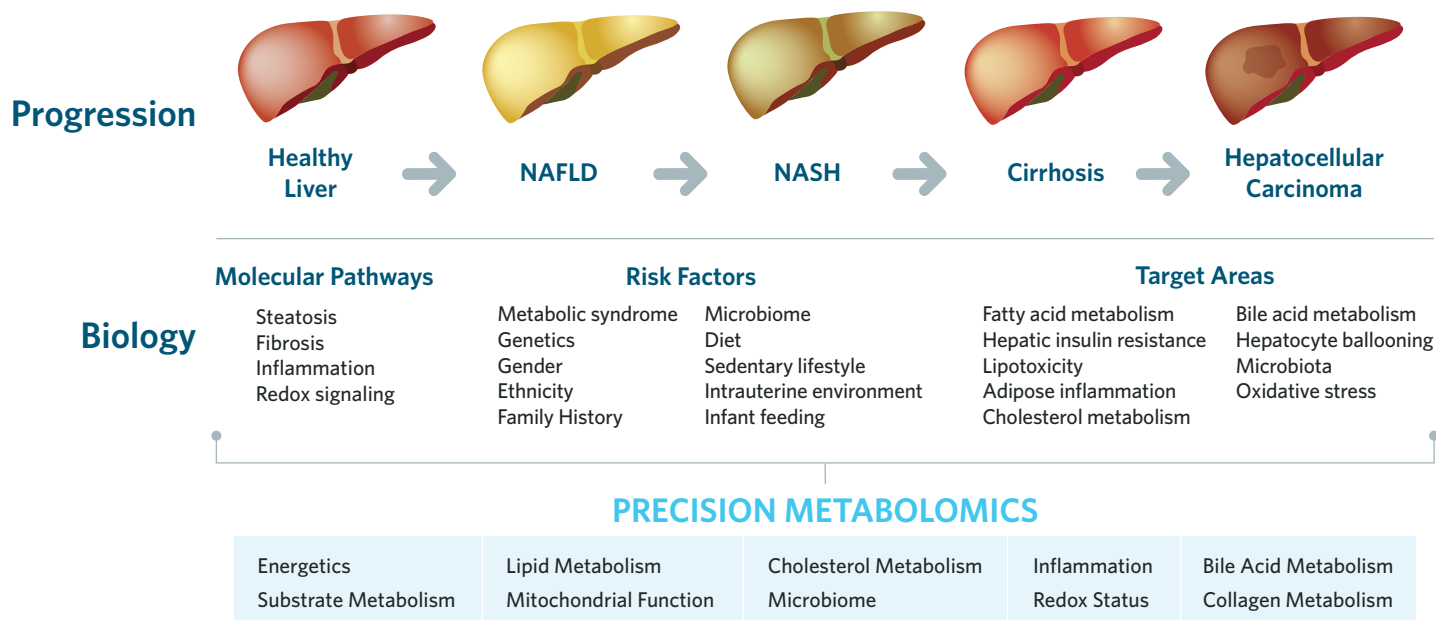 Progression
Healthy
Liver
NAFLD
NASH
Cirrhosis
Hepatocellular
Carcinoma
Biology
Molecular Pathways
Steatosis
Fibrosis
Inflammation
Redox signaling
Risk Factors
Metabolic syndrome
Genetics
Gender
Ethnicity
Family History
Microbiome
Diet
Sedentary lifestyle
Intrauterine environment
Infant feeding
Target Areas
Fatty acid metabolism
Hepatic insulin resistance
Lipotoxicity
Adipose inflammation
Cholesterol metabolism
Bile acid metabolism
Hepatocyte ballooning
Microbiota
Oxidative stress
PRECISION METABOLOMICS
Energetics
Substrate Metabolism
Lipid Metabolism
Mitochondrial Function
Cholesterol Metabolism
Microbiome
Inflammation
Redox Status
Bile Acid Metabolism
Collagen Metabolism